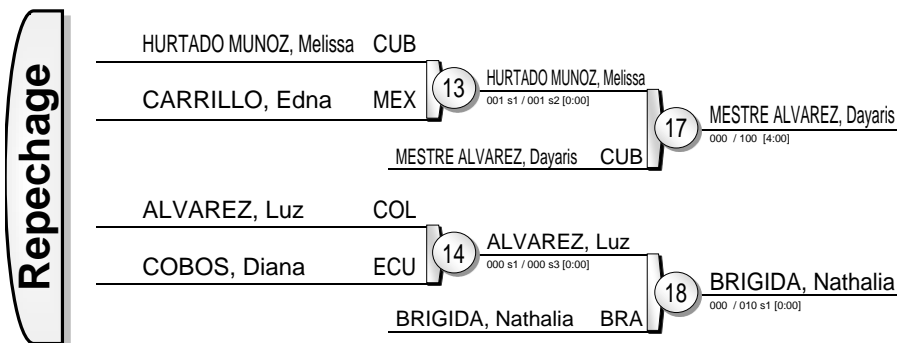 Repechage
HURTADO MUNOZ, Melissa CUB
CARRILLO, Edna MEX
13
HURTADO MUNOZ, Melissa
001 s1 / 001 s2 [0:00]
MESTRE ALVAREZ, Dayaris CUB
17
MESTRE ALVAREZ, Dayaris
000 / 100 [4:00]
ALVAREZ, Luz COL
COBOS, Diana ECU
14
ALVAREZ, Luz
000 s1 / 000 s3 [0:00]
BRIGIDA, Nathalia BRA
18
BRIGIDA, Nathalia
000 / 010 s1 [0:00]